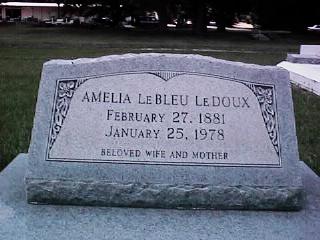 AMELIA LEBLEU LEDOUX
FEBRUARY 27, 1881
JANUARY 25, 1978
BELOVED WIFE AND MOTHER